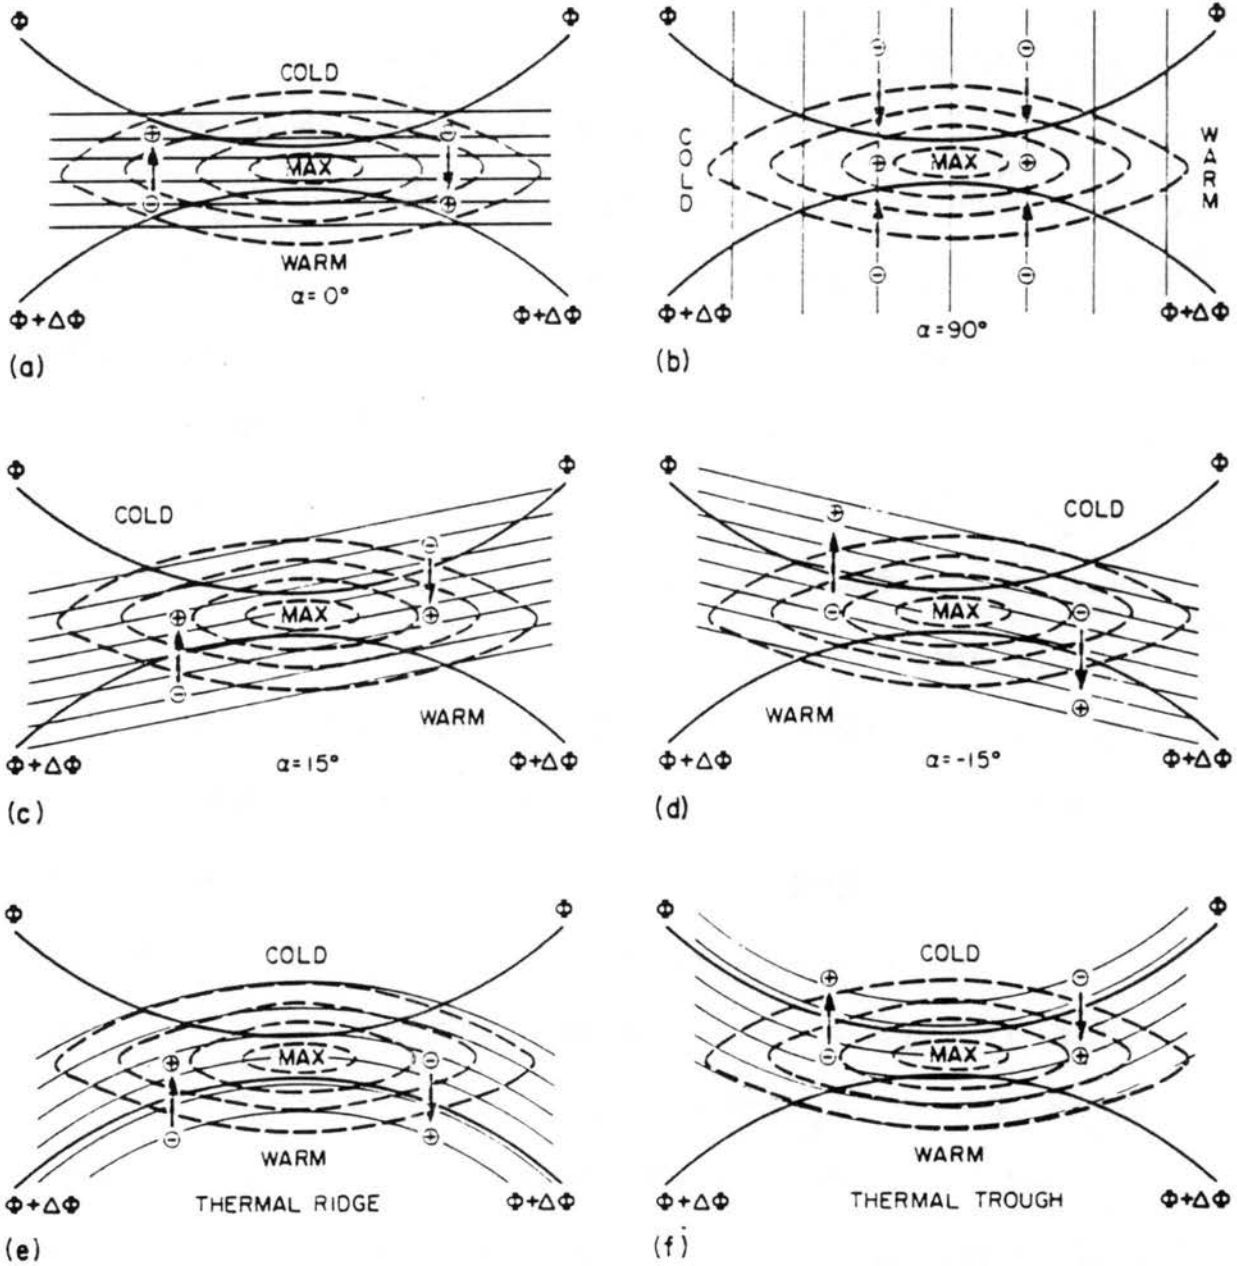 Φ Φ
COLD
⊕ ⊖
MAX
⊖ ⊕
WARM
α=0°
Φ+ΔΦ Φ+ΔΦ
(a)
Φ Φ
⊖ ⊖
COLD
⊕ MAX ⊕
WARM
⊖ ⊖
Φ+ΔΦ Φ+ΔΦ
α=90°
(b)
Φ Φ
COLD
⊖
⊕ MAX ⊕
⊖
WARM
Φ+ΔΦ α=15° Φ+ΔΦ
(c)
Φ Φ
⊕ COLD
⊖ MAX ⊖
WARM ⊕
Φ+ΔΦ α=-15° Φ+ΔΦ
(d)
Φ Φ
COLD
⊕ MAX ⊖
⊖ ⊕
WARM
Φ+ΔΦ THERMAL RIDGE Φ+ΔΦ
(e)
Φ Φ
COLD
⊕ ⊖
⊖ MAX ⊕
WARM
Φ+ΔΦ THERMAL TROUGH Φ+ΔΦ
(f)